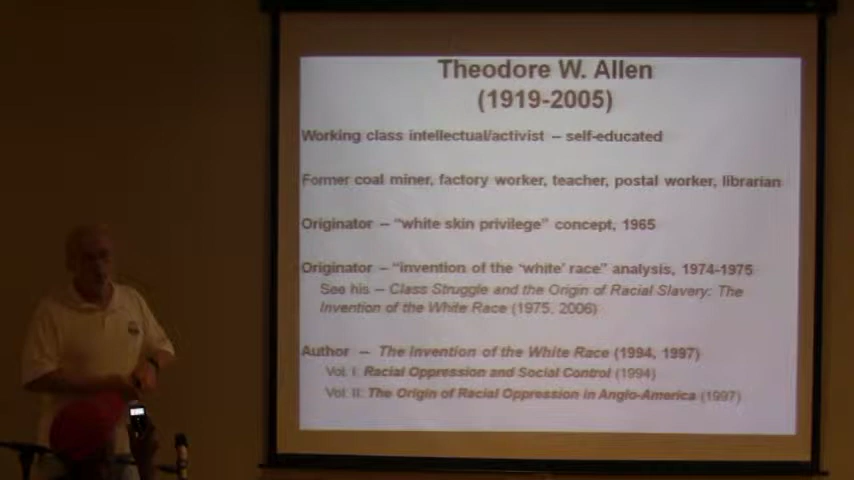 Theodore W. Allen
(1919-2005)
Working class intellectual/activist – self-educated
Former coal miner, factory worker, teacher, postal worker, librarian
Originator – “white skin privilege” concept, 1965
Originator – “invention of the ‘white’ race” analysis, 1974-1975
See his – Class Struggle and the Origin of Racial Slavery: The
Invention of the White Race (1975, 2006)
Author – The Invention of the White Race (1994, 1997)
Vol. I: Racial Oppression and Social Control (1994)
Vol. II: The Origin of Racial Oppression in Anglo-America (1997)